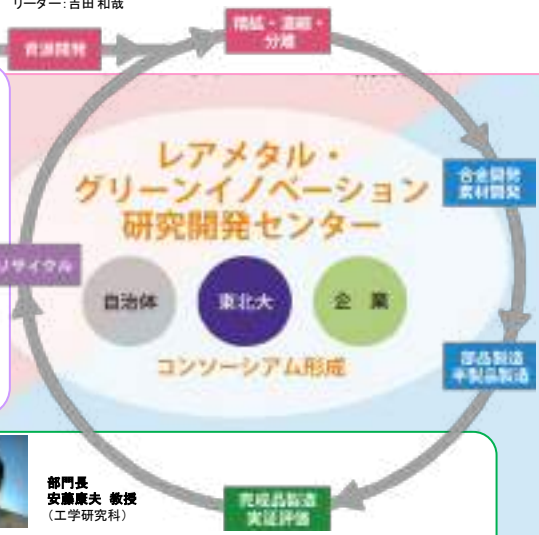 リーダー：吉田 和哉
資源開発
精鉱・濃縮・
分離
レアメタル・
グリーンイノベーション
研究開発センター
合金開発
素材開発
リサイクル
自治体
東北大
企 業
コンソーシアム形成
部品製造
半製品製造
部門長
安藤康夫 教授
（工学研究科）
完成品製造
実証評価